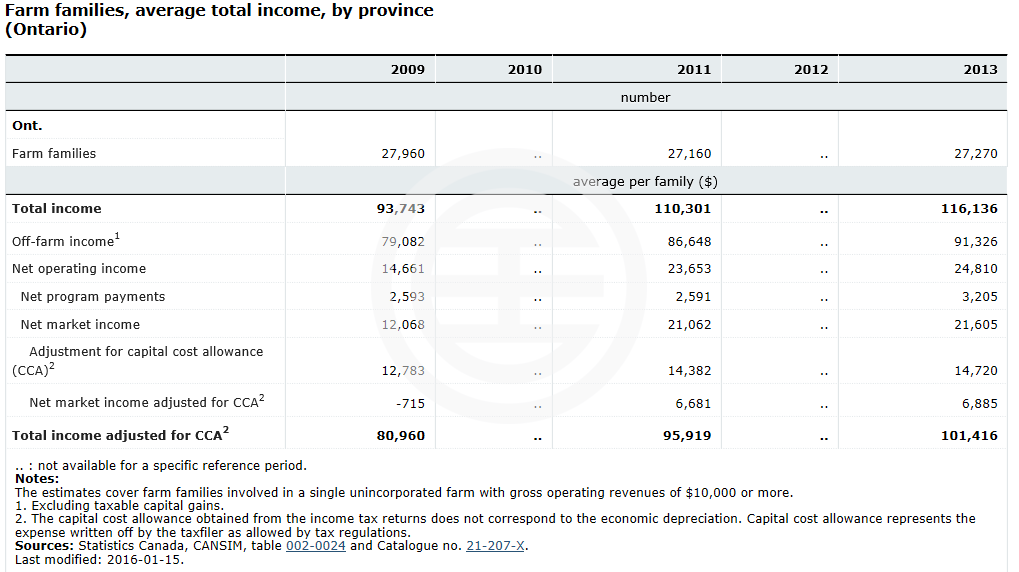 Farm families, average total income, by province
(Ontario)
2009 2010 2011 2012 2013
number
Ont.
Farm families 27,960 .. 27,160 .. 27,270
average per family ($)
Total income 93,743 .. 110,301 .. 116,136
Off-farm income1 79,082 .. 86,648 .. 91,326
Net operating income 14,661 .. 23,653 .. 24,810
Net program payments 2,593 .. 2,591 .. 3,205
Net market income 12,068 .. 21,062 .. 21,605
Adjustment for capital cost allowance
(CCA)2 12,783 .. 14,382 .. 14,720
Net market income adjusted for CCA2 -715 .. 6,681 .. 6,885
Total income adjusted for CCA2 80,960 .. 95,919 .. 101,416
.. : not available for a specific reference period.
Notes:
The estimates cover farm families involved in a single unincorporated farm with gross operating revenues of $10,000 or more.
1. Excluding taxable capital gains.
2. The capital cost allowance obtained from the income tax returns does not correspond to the economic depreciation. Capital cost allowance represents the
expense written off by the taxfiler as allowed by tax regulations.
Sources: Statistics Canada, CANSIM, table 002-0024 and Catalogue no. 21-207-X.
Last modified: 2016-01-15.